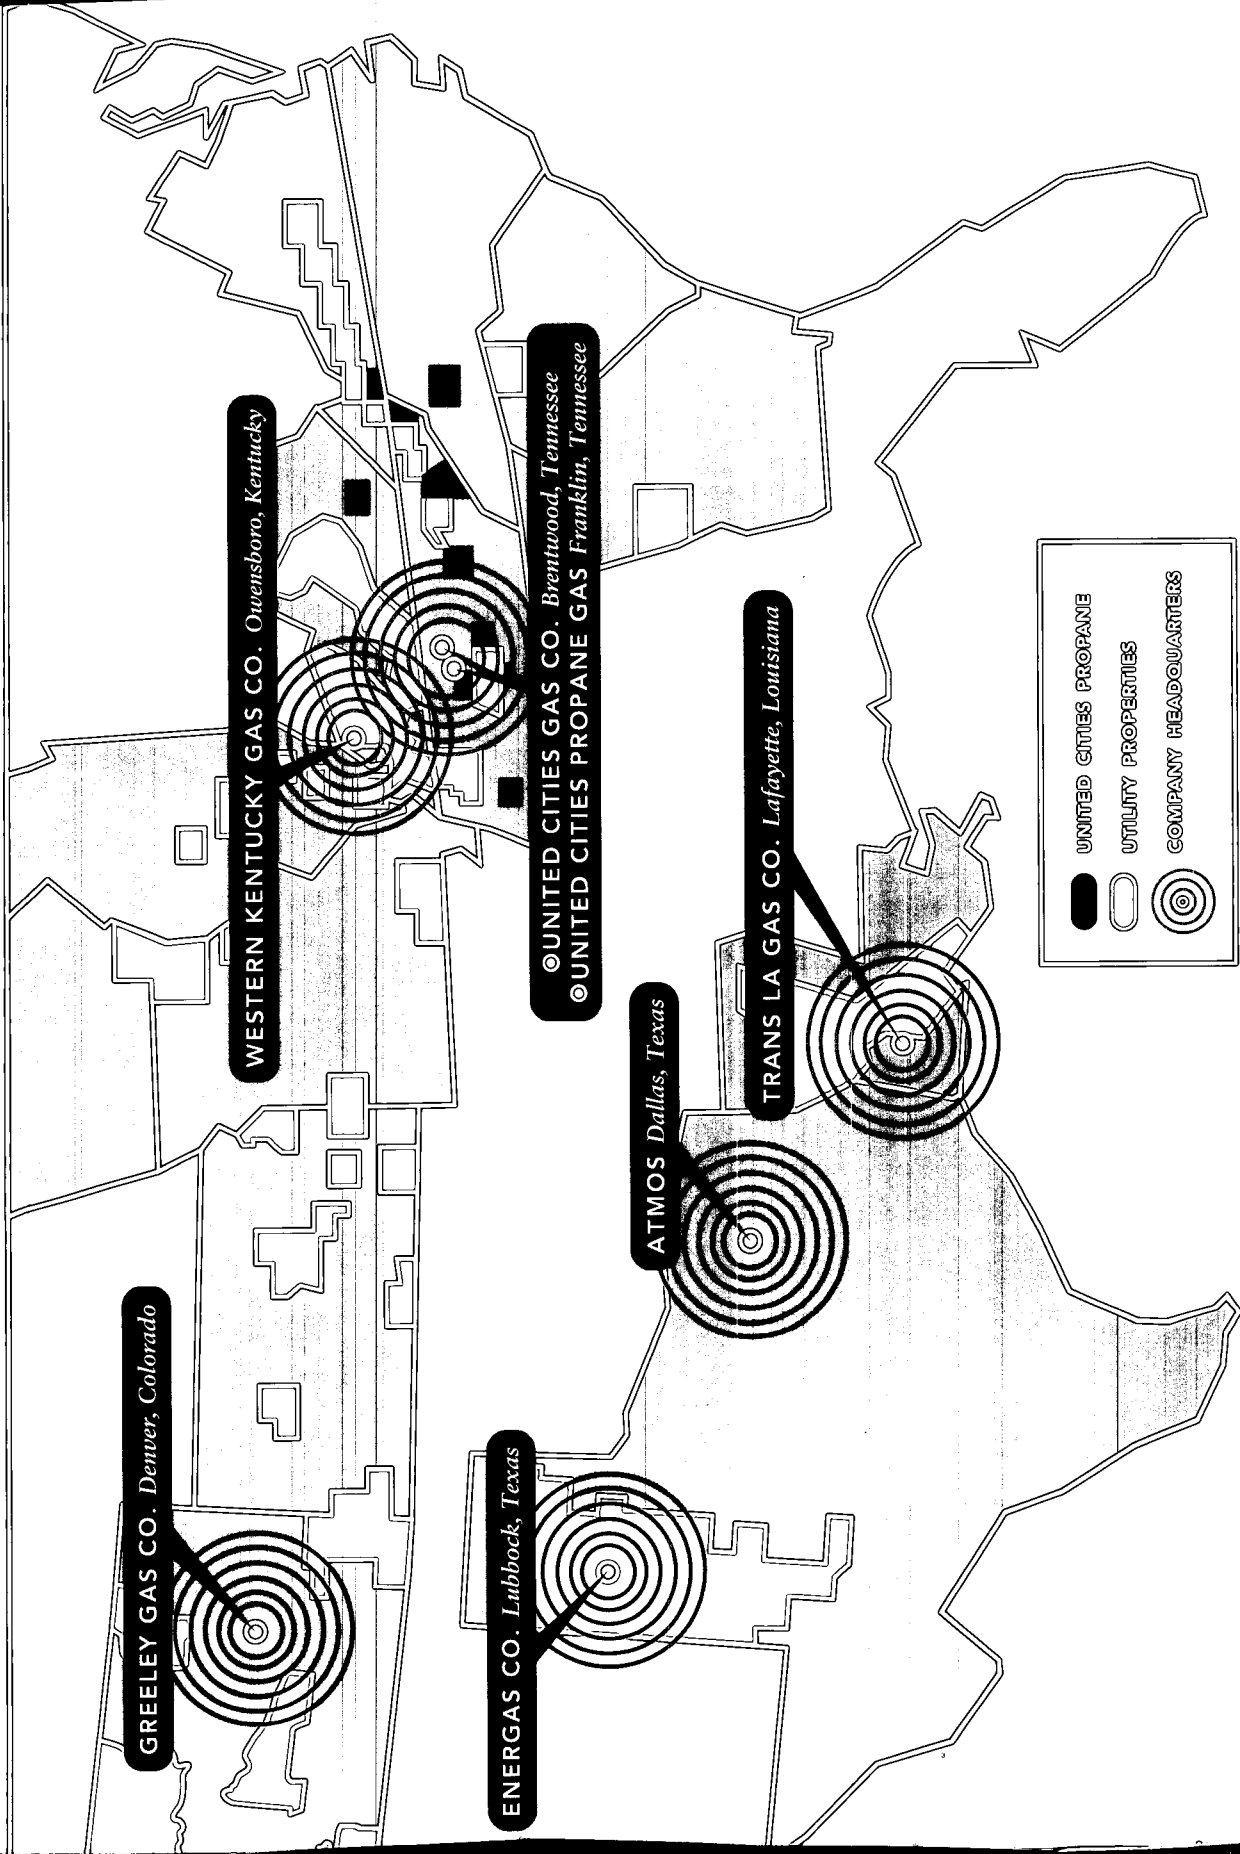 GREELEY GAS CO. Denver, Colorado
WESTERN KENTUCKY GAS CO. Owensboro, Kentucky
ENERGAS CO. Lubbock, Texas
UNITED CITIES GAS CO. Brentwood, Tennessee
UNITED CITIES PROPANE GAS Franklin, Tennessee
ATMOS Dallas, Texas
TRANS LA GAS CO. Lafayette, Louisiana
UNITED CITIES PROPANE
UTILITY PROPERTIES
COMPANY HEADQUARTERS
3